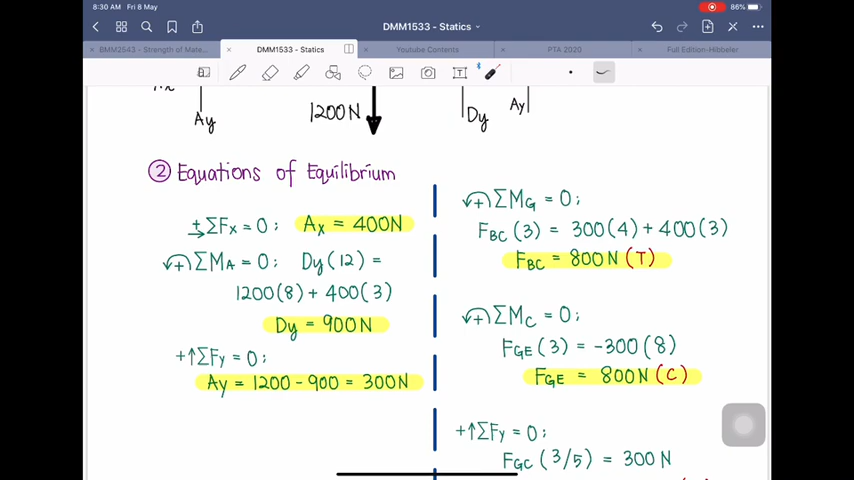 8:30 AM Fri 8 May
86%
DMM1533 - Statics
BMM2543 - Strength of Mate...
DMM1533 - Statics
Youtube Contents
PTA 2020
Full Edition-Hibbeler
Ay
1200N
Dy
Ay
② Equations of Equilibrium
+→ ΣFx = 0; Ax = 400N
↶+ ΣMA = 0; Dy(12) =
1200(8) + 400(3)
Dy = 900N
+↑ΣFy = 0;
Ay = 1200 - 900 = 300N
↶+ ΣMG = 0;
FBC (3) = 300(4) + 400(3)
FBC = 800N (T)
↶+ ΣMC = 0;
FGE (3) = -300(8)
FGE = 800N (C)
+↑ΣFy = 0;
FGC (3/5) = 300 N